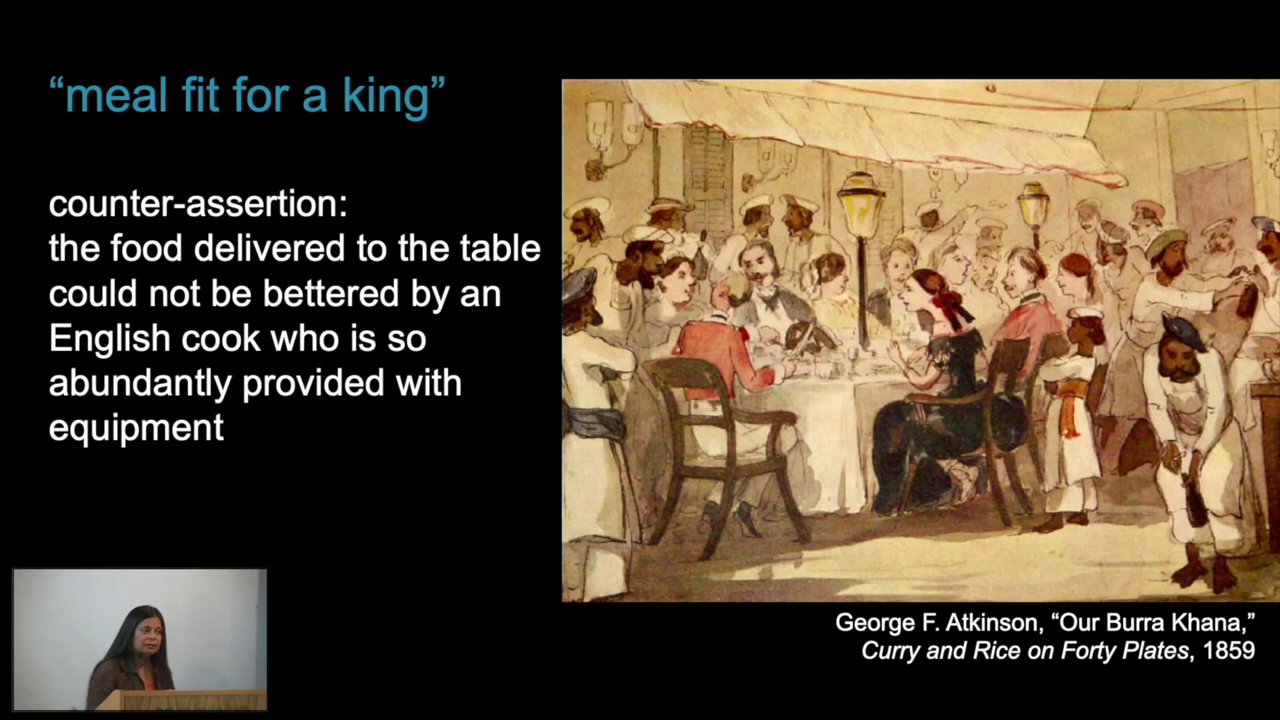 “meal fit for a king”
counter-assertion:
the food delivered to the table
could not be bettered by an
English cook who is so
abundantly provided with
equipment
George F. Atkinson, “Our Burra Khana,”
Curry and Rice on Forty Plates, 1859